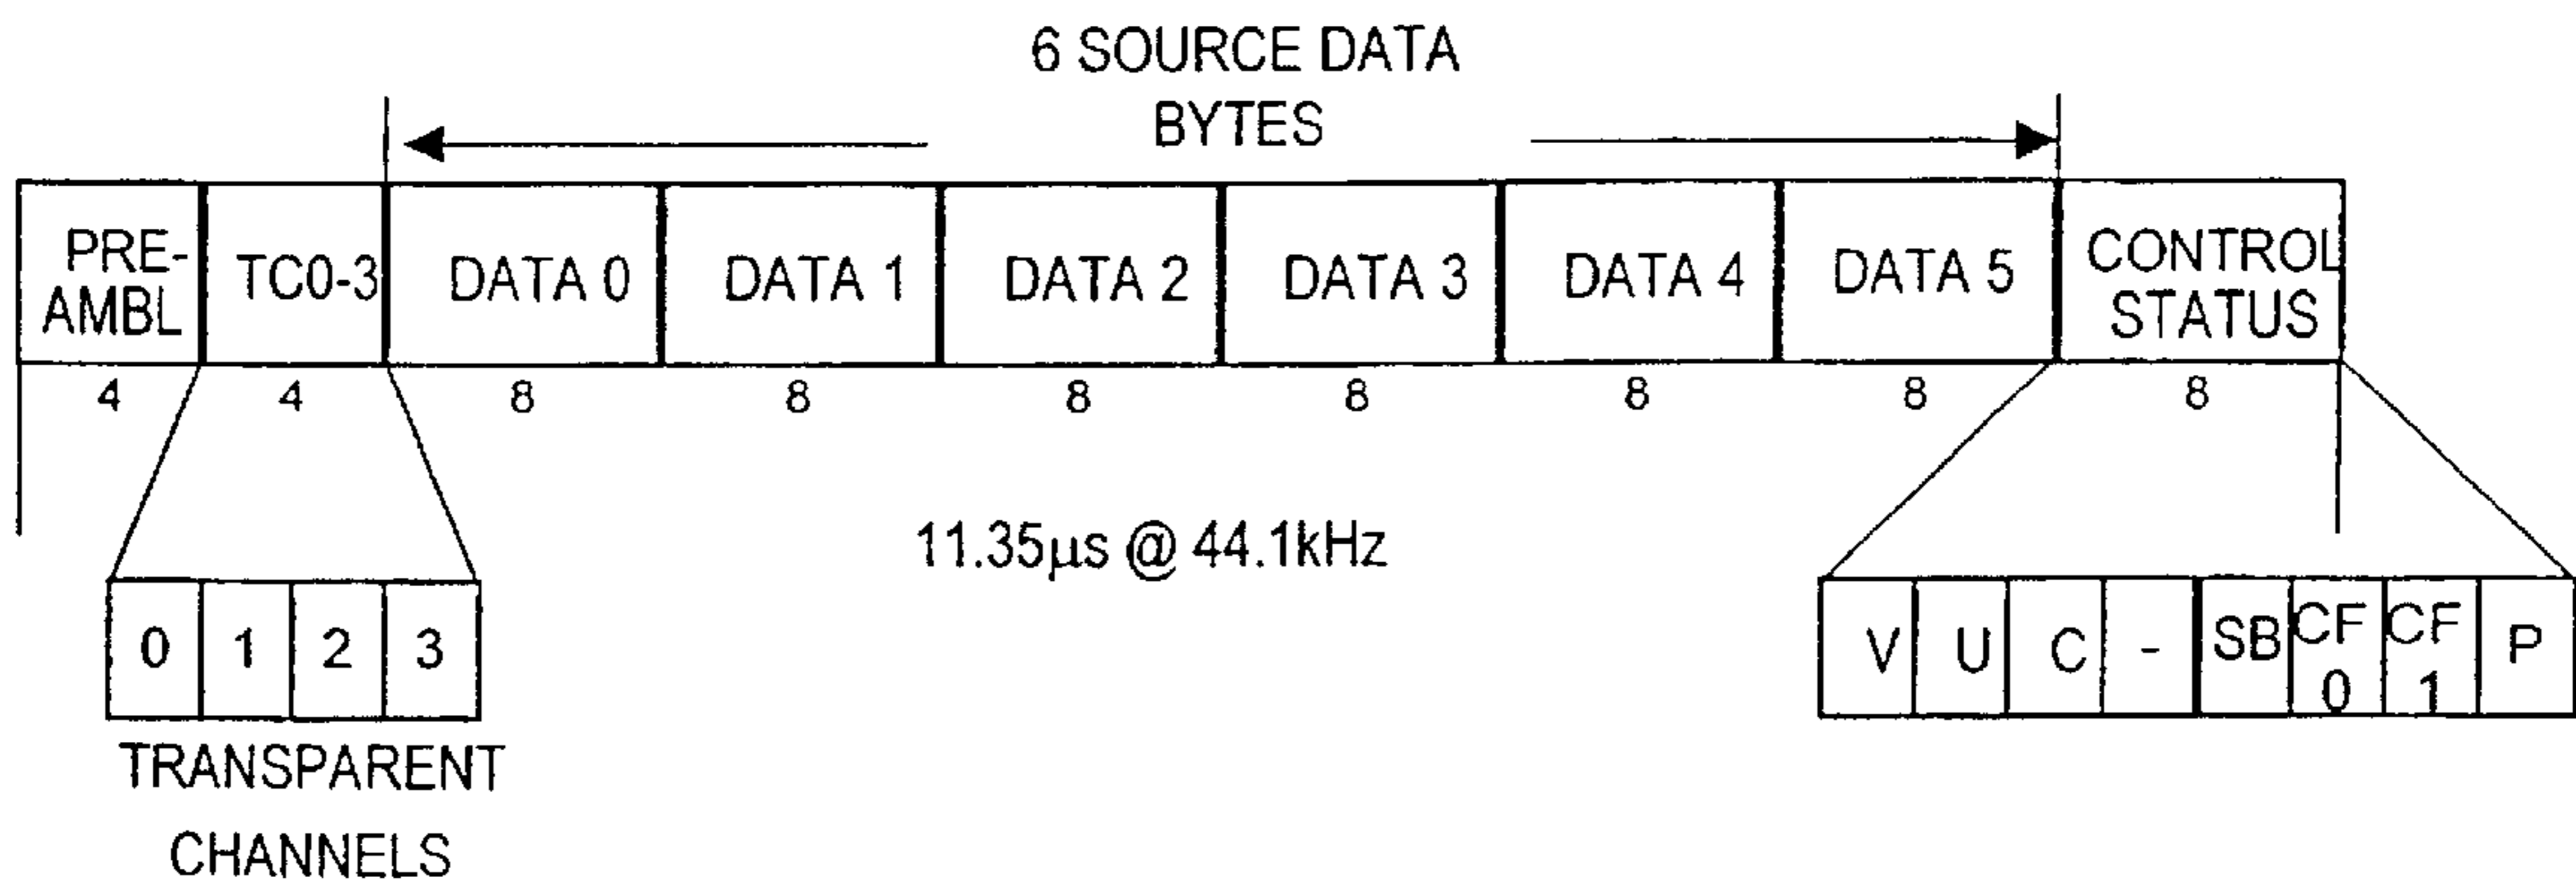 6 SOURCE DATA
BYTES
PRE-
AMBL
TC0-3
DATA 0
DATA 1
DATA 2
DATA 3
DATA 4
DATA 5
CONTROL
STATUS
4
4
8
8
8
8
8
8
8
11.35µs @ 44.1kHz
0
1
2
3
V
U
C
-
SB
CF
0
CF
1
P
TRANSPARENT
CHANNELS